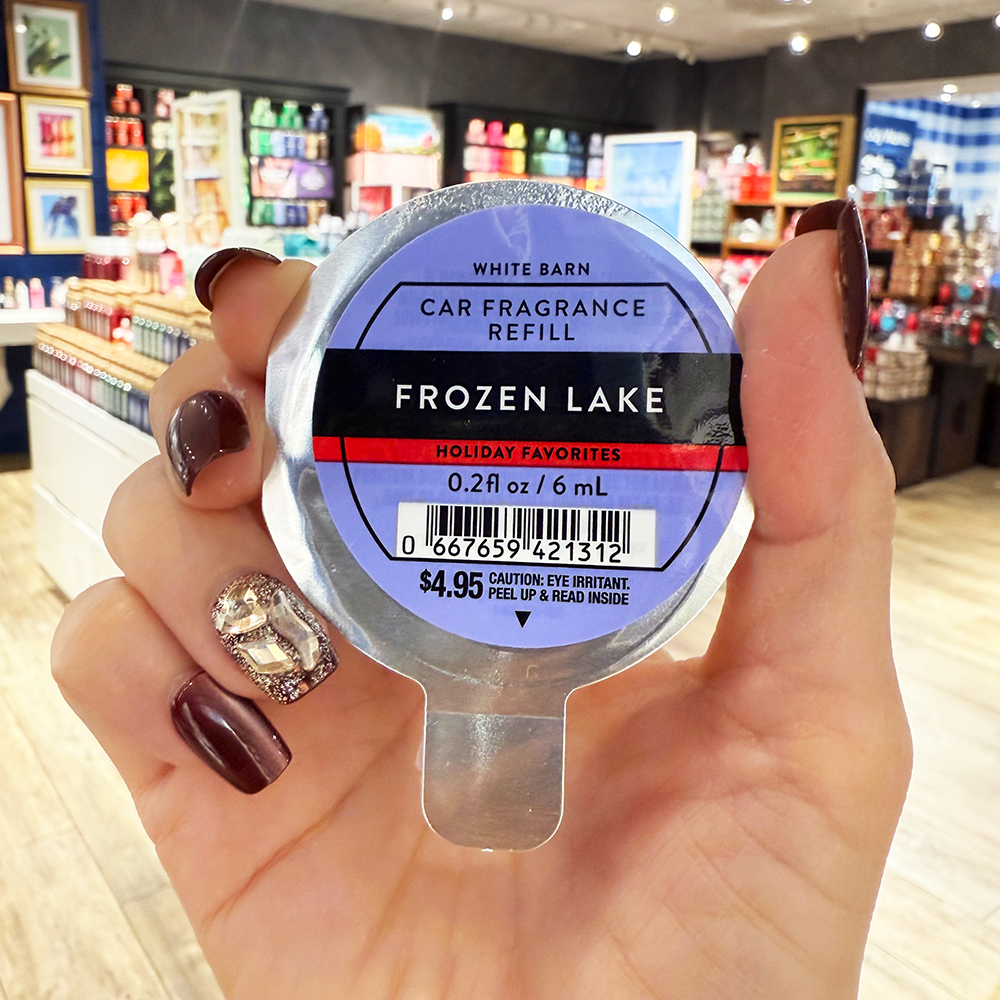 WHITE BARN
CAR FRAGRANCE
REFILL
FROZEN LAKE
HOLIDAY FAVORITES
0.2fl oz / 6 mL
0 667659 421312
$4.95 CAUTION: EYE IRRITANT.
PEEL UP & READ INSIDE